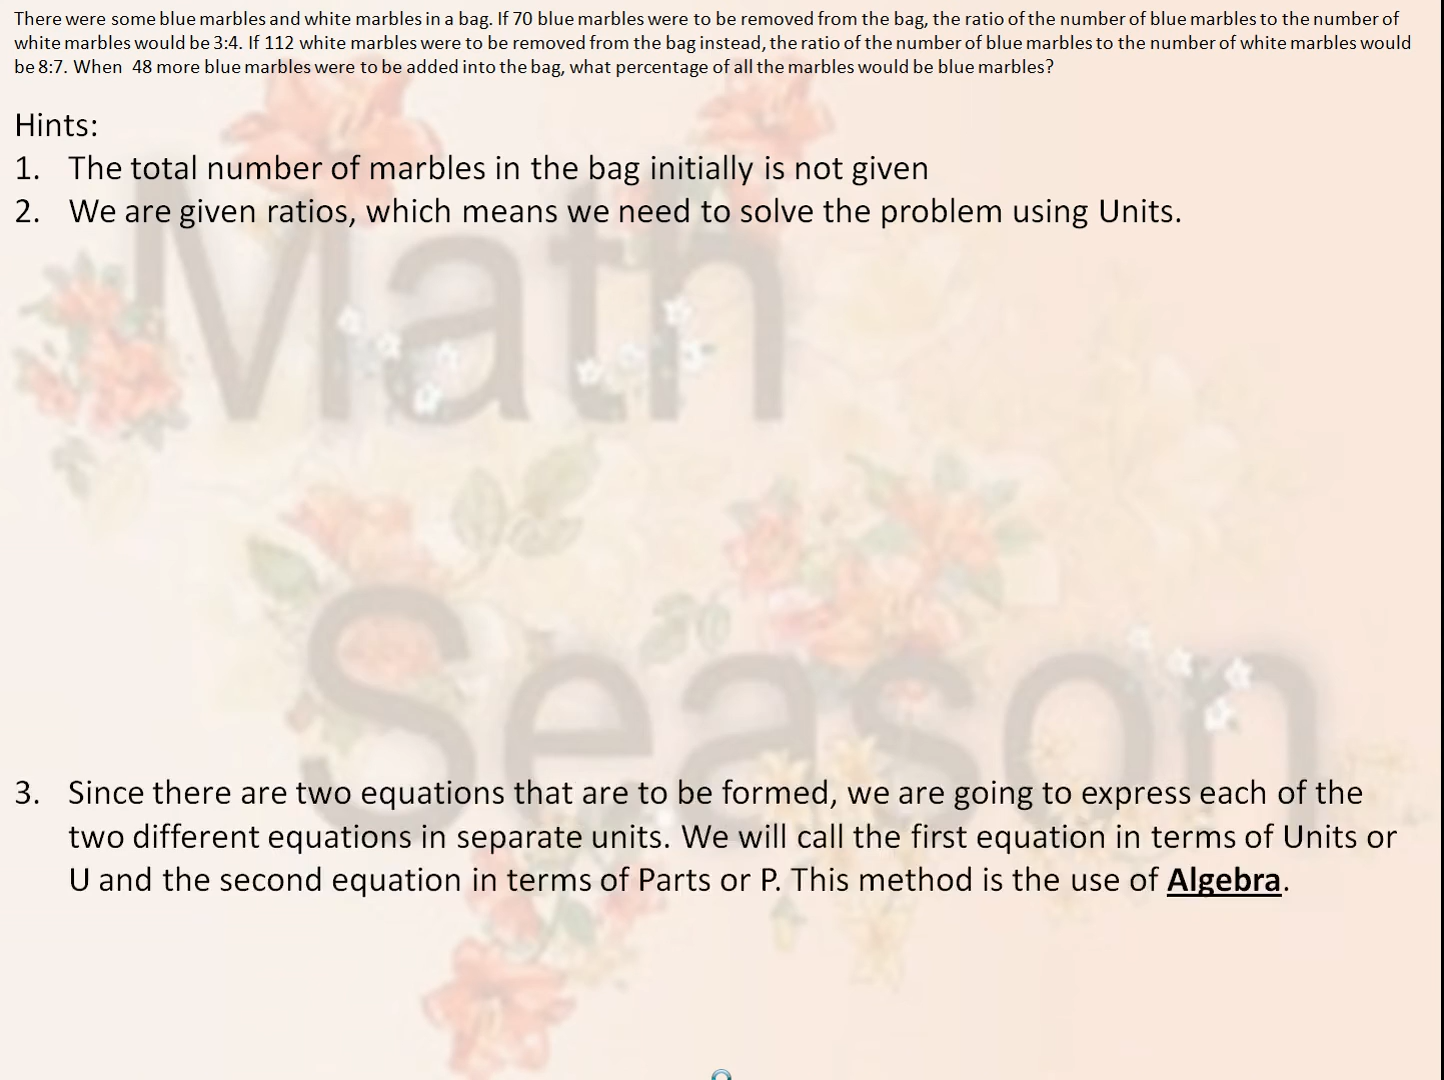 There were some blue marbles and white marbles in a bag. If 70 blue marbles were to be removed from the bag, the ratio of the number of blue marbles to the number of
white marbles would be 3:4. If 112 white marbles were to be removed from the bag instead, the ratio of the number of blue marbles to the number of white marbles would
be 8:7. When  48 more blue marbles were to be added into the bag, what percentage of all the marbles would be blue marbles?
Hints:
1. The total number of marbles in the bag initially is not given
2. We are given ratios, which means we need to solve the problem using Units.
Math
Season
3. Since there are two equations that are to be formed, we are going to express each of the
two different equations in separate units. We will call the first equation in terms of Units or
U and the second equation in terms of Parts or P. This method is the use of Algebra.